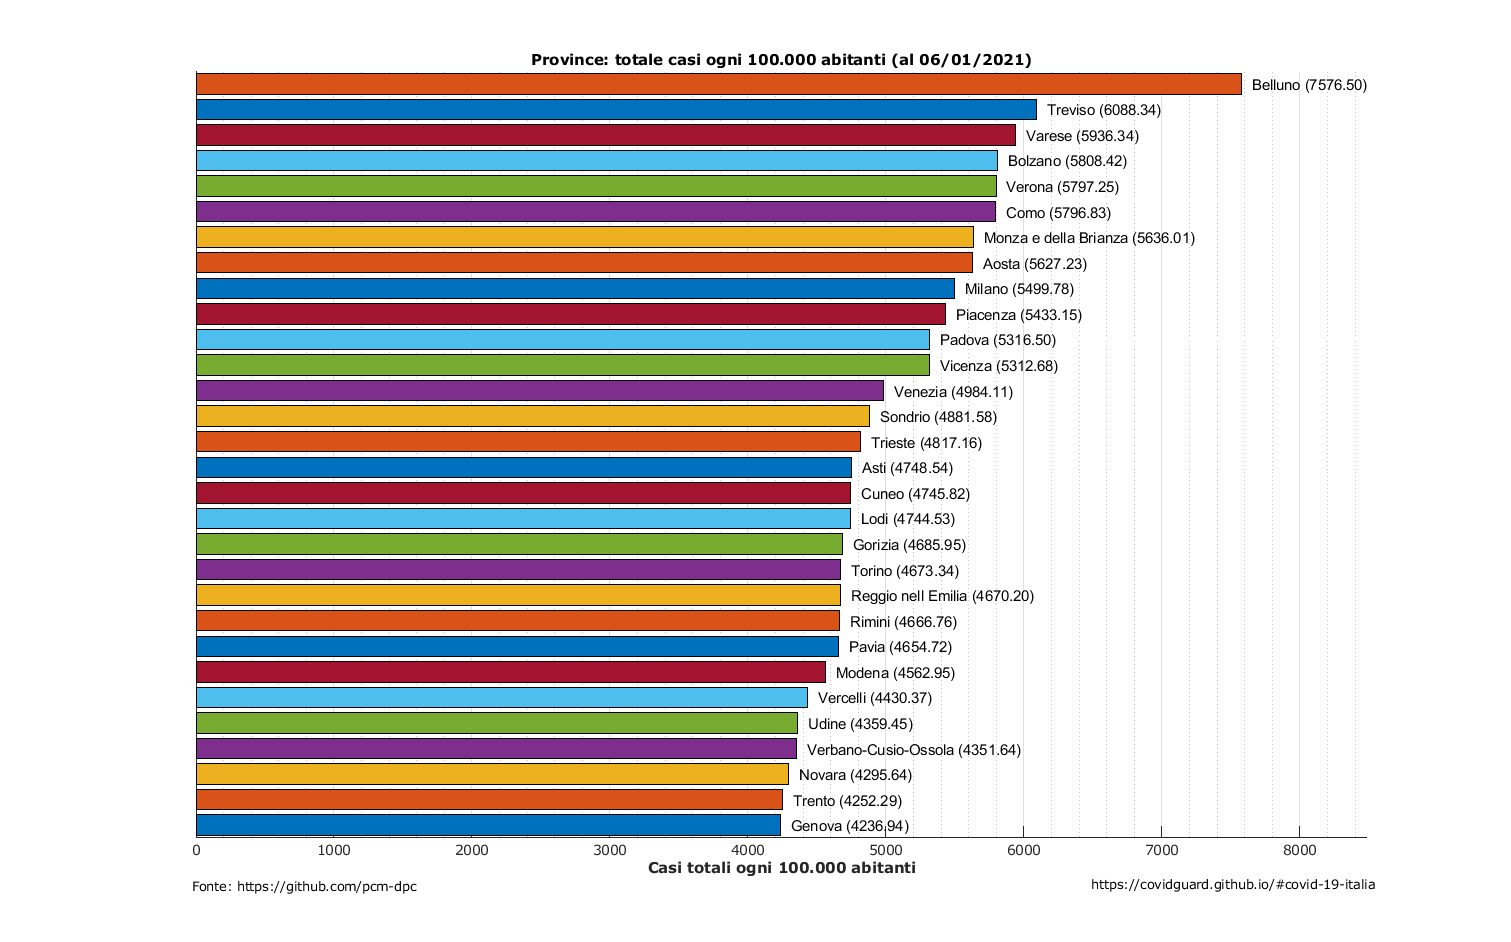 Province: totale casi ogni 100.000 abitanti (al 06/01/2021)
Belluno (7576.50)
Treviso (6088.34)
Varese (5936.34)
Bolzano (5808.42)
Verona (5797.25)
Como (5796.83)
Monza e della Brianza (5636.01)
Aosta (5627.23)
Milano (5499.78)
Piacenza (5433.15)
Padova (5316.50)
Vicenza (5312.68)
Venezia (4984.11)
Sondrio (4881.58)
Trieste (4817.16)
Asti (4748.54)
Cuneo (4745.82)
Lodi (4744.53)
Gorizia (4685.95)
Torino (4673.34)
Reggio nell Emilia (4670.20)
Rimini (4666.76)
Pavia (4654.72)
Modena (4562.95)
Vercelli (4430.37)
Udine (4359.45)
Verbano-Cusio-Ossola (4351.64)
Novara (4295.64)
Trento (4252.29)
Genova (4236.94)
0 1000 2000 3000 4000 5000 6000 7000 8000
Casi totali ogni 100.000 abitanti
Fonte: https://github.com/pcm-dpc
https://covidguard.github.io/#covid-19-italia